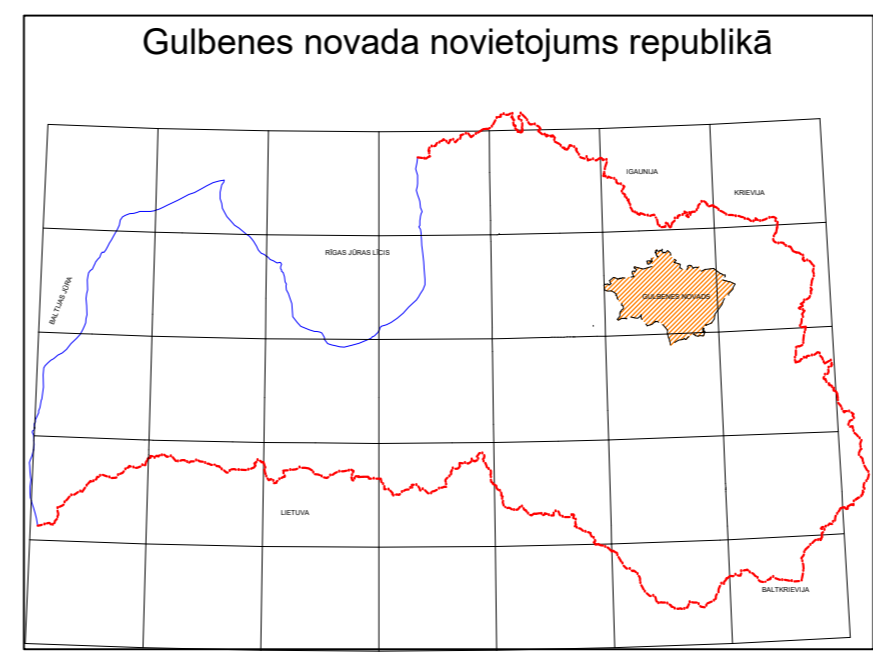 Gulbenes novada novietojums republikā
IGAUNIJA
KRIEVIJA
RĪGAS JŪRAS LĪCIS
BALTIJAS JŪRA
GULBENES NOVADS
LIETUVA
BALTKRIEVIJA